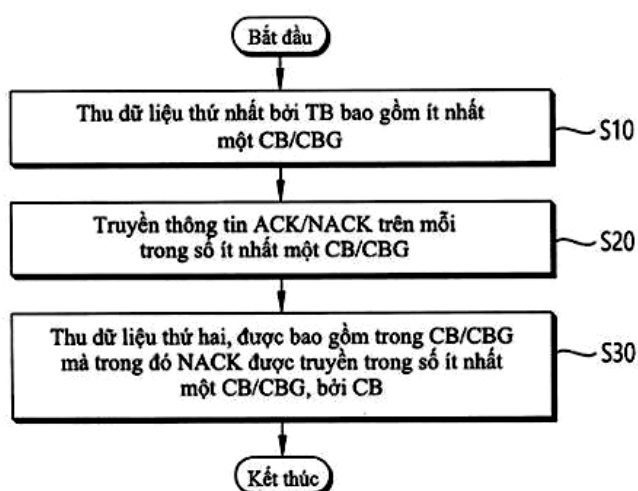 Bắt đầu
Thu dữ liệu thứ nhất bởi TB bao gồm ít nhất
một CB/CBG
S10
Truyền thông tin ACK/NACK trên mỗi
trong số ít nhất một CB/CBG
S20
Thu dữ liệu thứ hai, được bao gồm trong CB/CBG
mà trong đó NACK được truyền trong số ít nhất
một CB/CBG, bởi CB
S30
Kết thúc